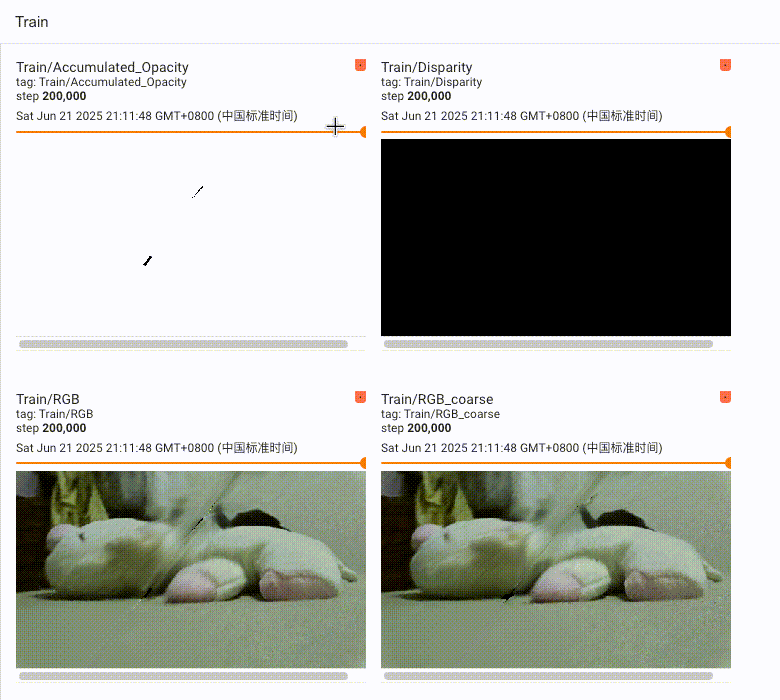 Train
Train/Accumulated_Opacity
tag: Train/Accumulated_Opacity
step 200,000
Sat Jun 21 2025 21:11:48 GMT+0800 (中国标准时间)
Train/Disparity
tag: Train/Disparity
step 200,000
Sat Jun 21 2025 21:11:48 GMT+0800 (中国标准时间)
Train/RGB
tag: Train/RGB
step 200,000
Sat Jun 21 2025 21:11:48 GMT+0800 (中国标准时间)
Train/RGB_coarse
tag: Train/RGB_coarse
step 200,000
Sat Jun 21 2025 21:11:48 GMT+0800 (中国标准时间)